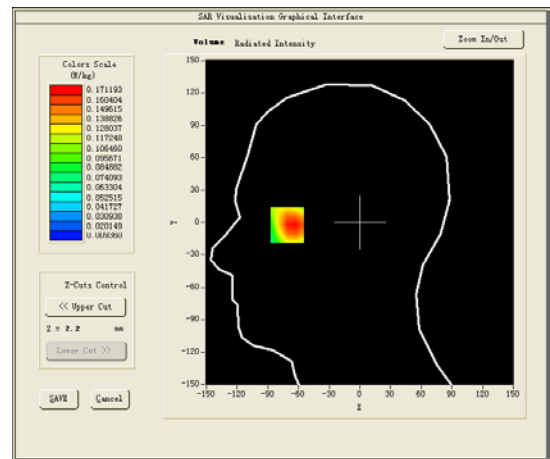 SAR Visualisation Graphical Interface
Volume Radiated Intensity
Zoom In/Out
Colors Scale
(W/kg)
0.171193
0.160404
0.149615
0.138826
0.128037
0.117248
0.106460
0.095671
0.084882
0.074093
0.063304
0.052515
0.041727
0.030938
0.020149
0.009360
Z-Cuts Control
<< Upper Cut
Z = 2.2 mm
Lower Cut >>
SAVE Cancel
150
120
90
60
30
0
-30
-60
-90
-120
-150
Y
-150 -120 -90 -60 -30 0 30 60 90 120 150
X